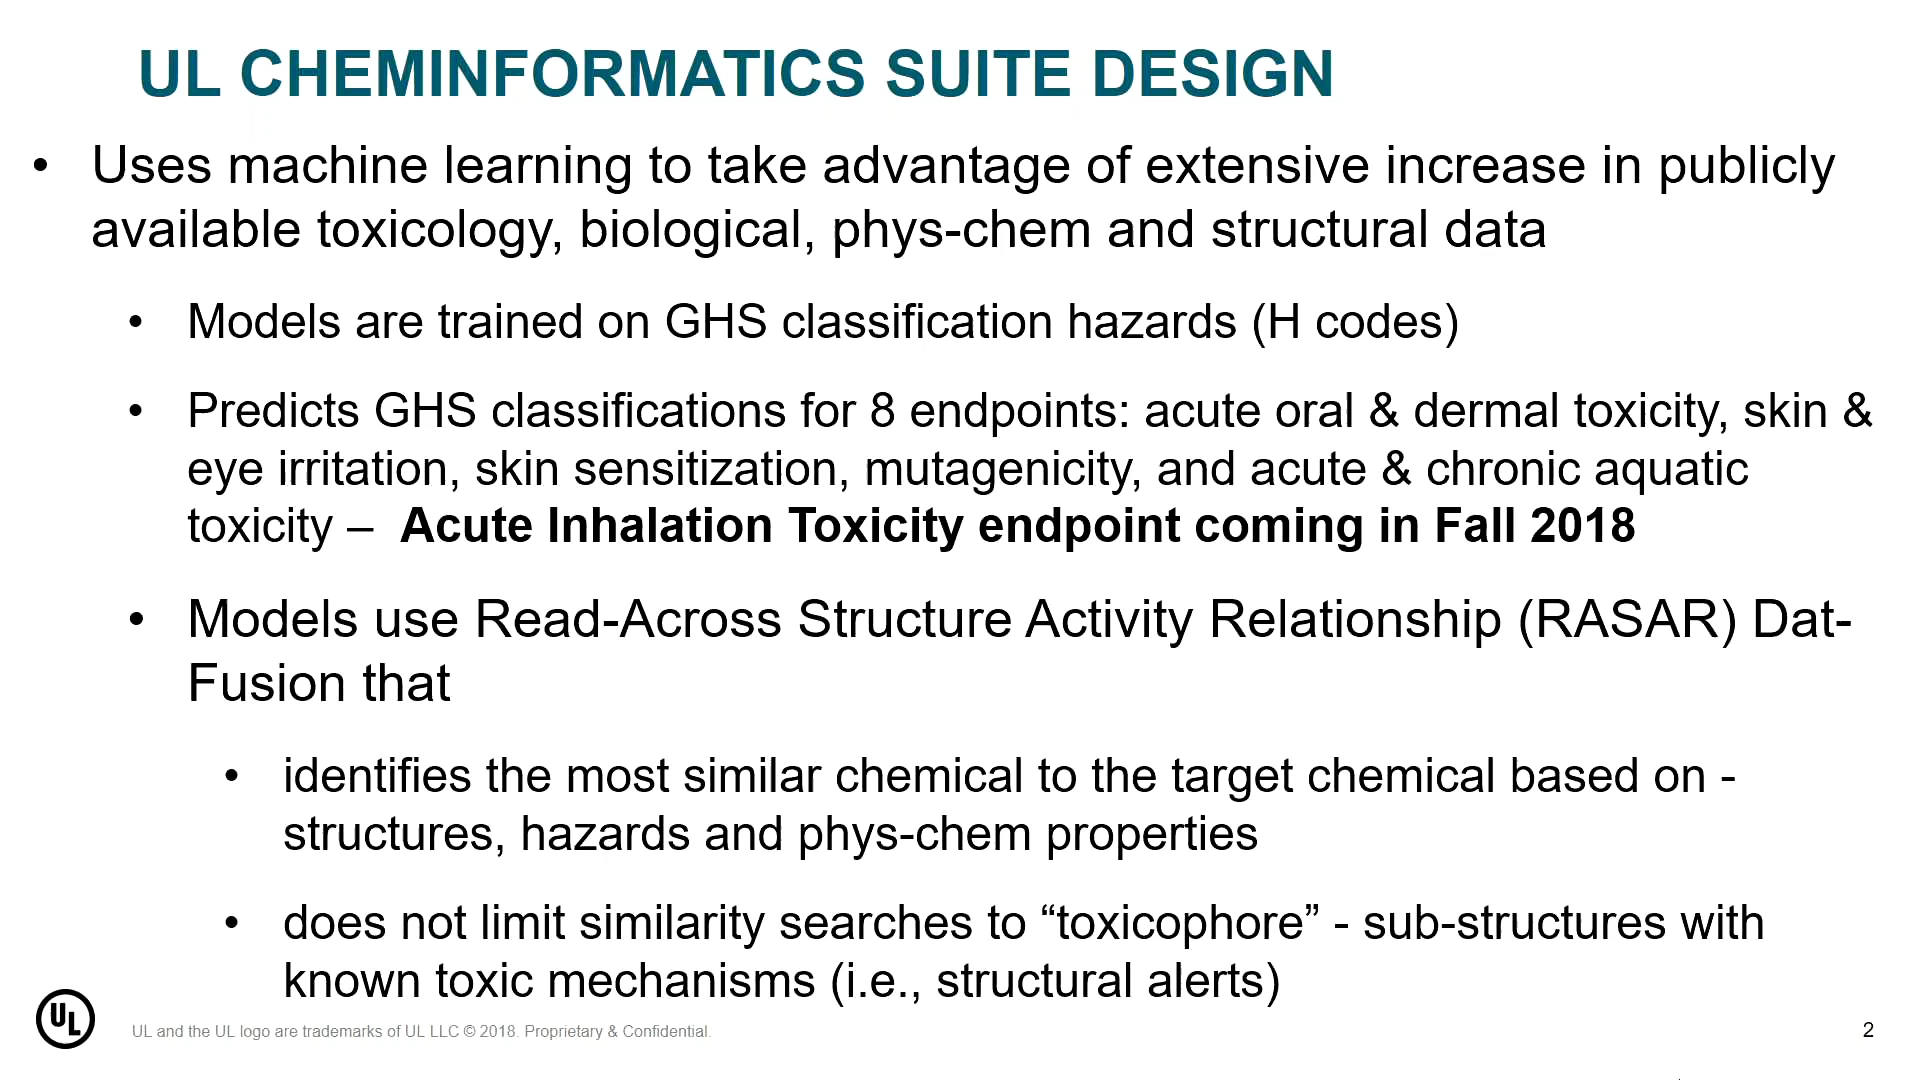 UL CHEMINFORMATICS SUITE DESIGN
• Uses machine learning to take advantage of extensive increase in publicly
available toxicology, biological, phys-chem and structural data
• Models are trained on GHS classification hazards (H codes)
• Predicts GHS classifications for 8 endpoints: acute oral & dermal toxicity, skin &
eye irritation, skin sensitization, mutagenicity, and acute & chronic aquatic
toxicity – Acute Inhalation Toxicity endpoint coming in Fall 2018
• Models use Read-Across Structure Activity Relationship (RASAR) Dat-
Fusion that
• identifies the most similar chemical to the target chemical based on -
structures, hazards and phys-chem properties
• does not limit similarity searches to “toxicophore” - sub-structures with
known toxic mechanisms (i.e., structural alerts)
UL
UL and the UL logo are trademarks of UL LLC © 2018. Proprietary & Confidential.
2